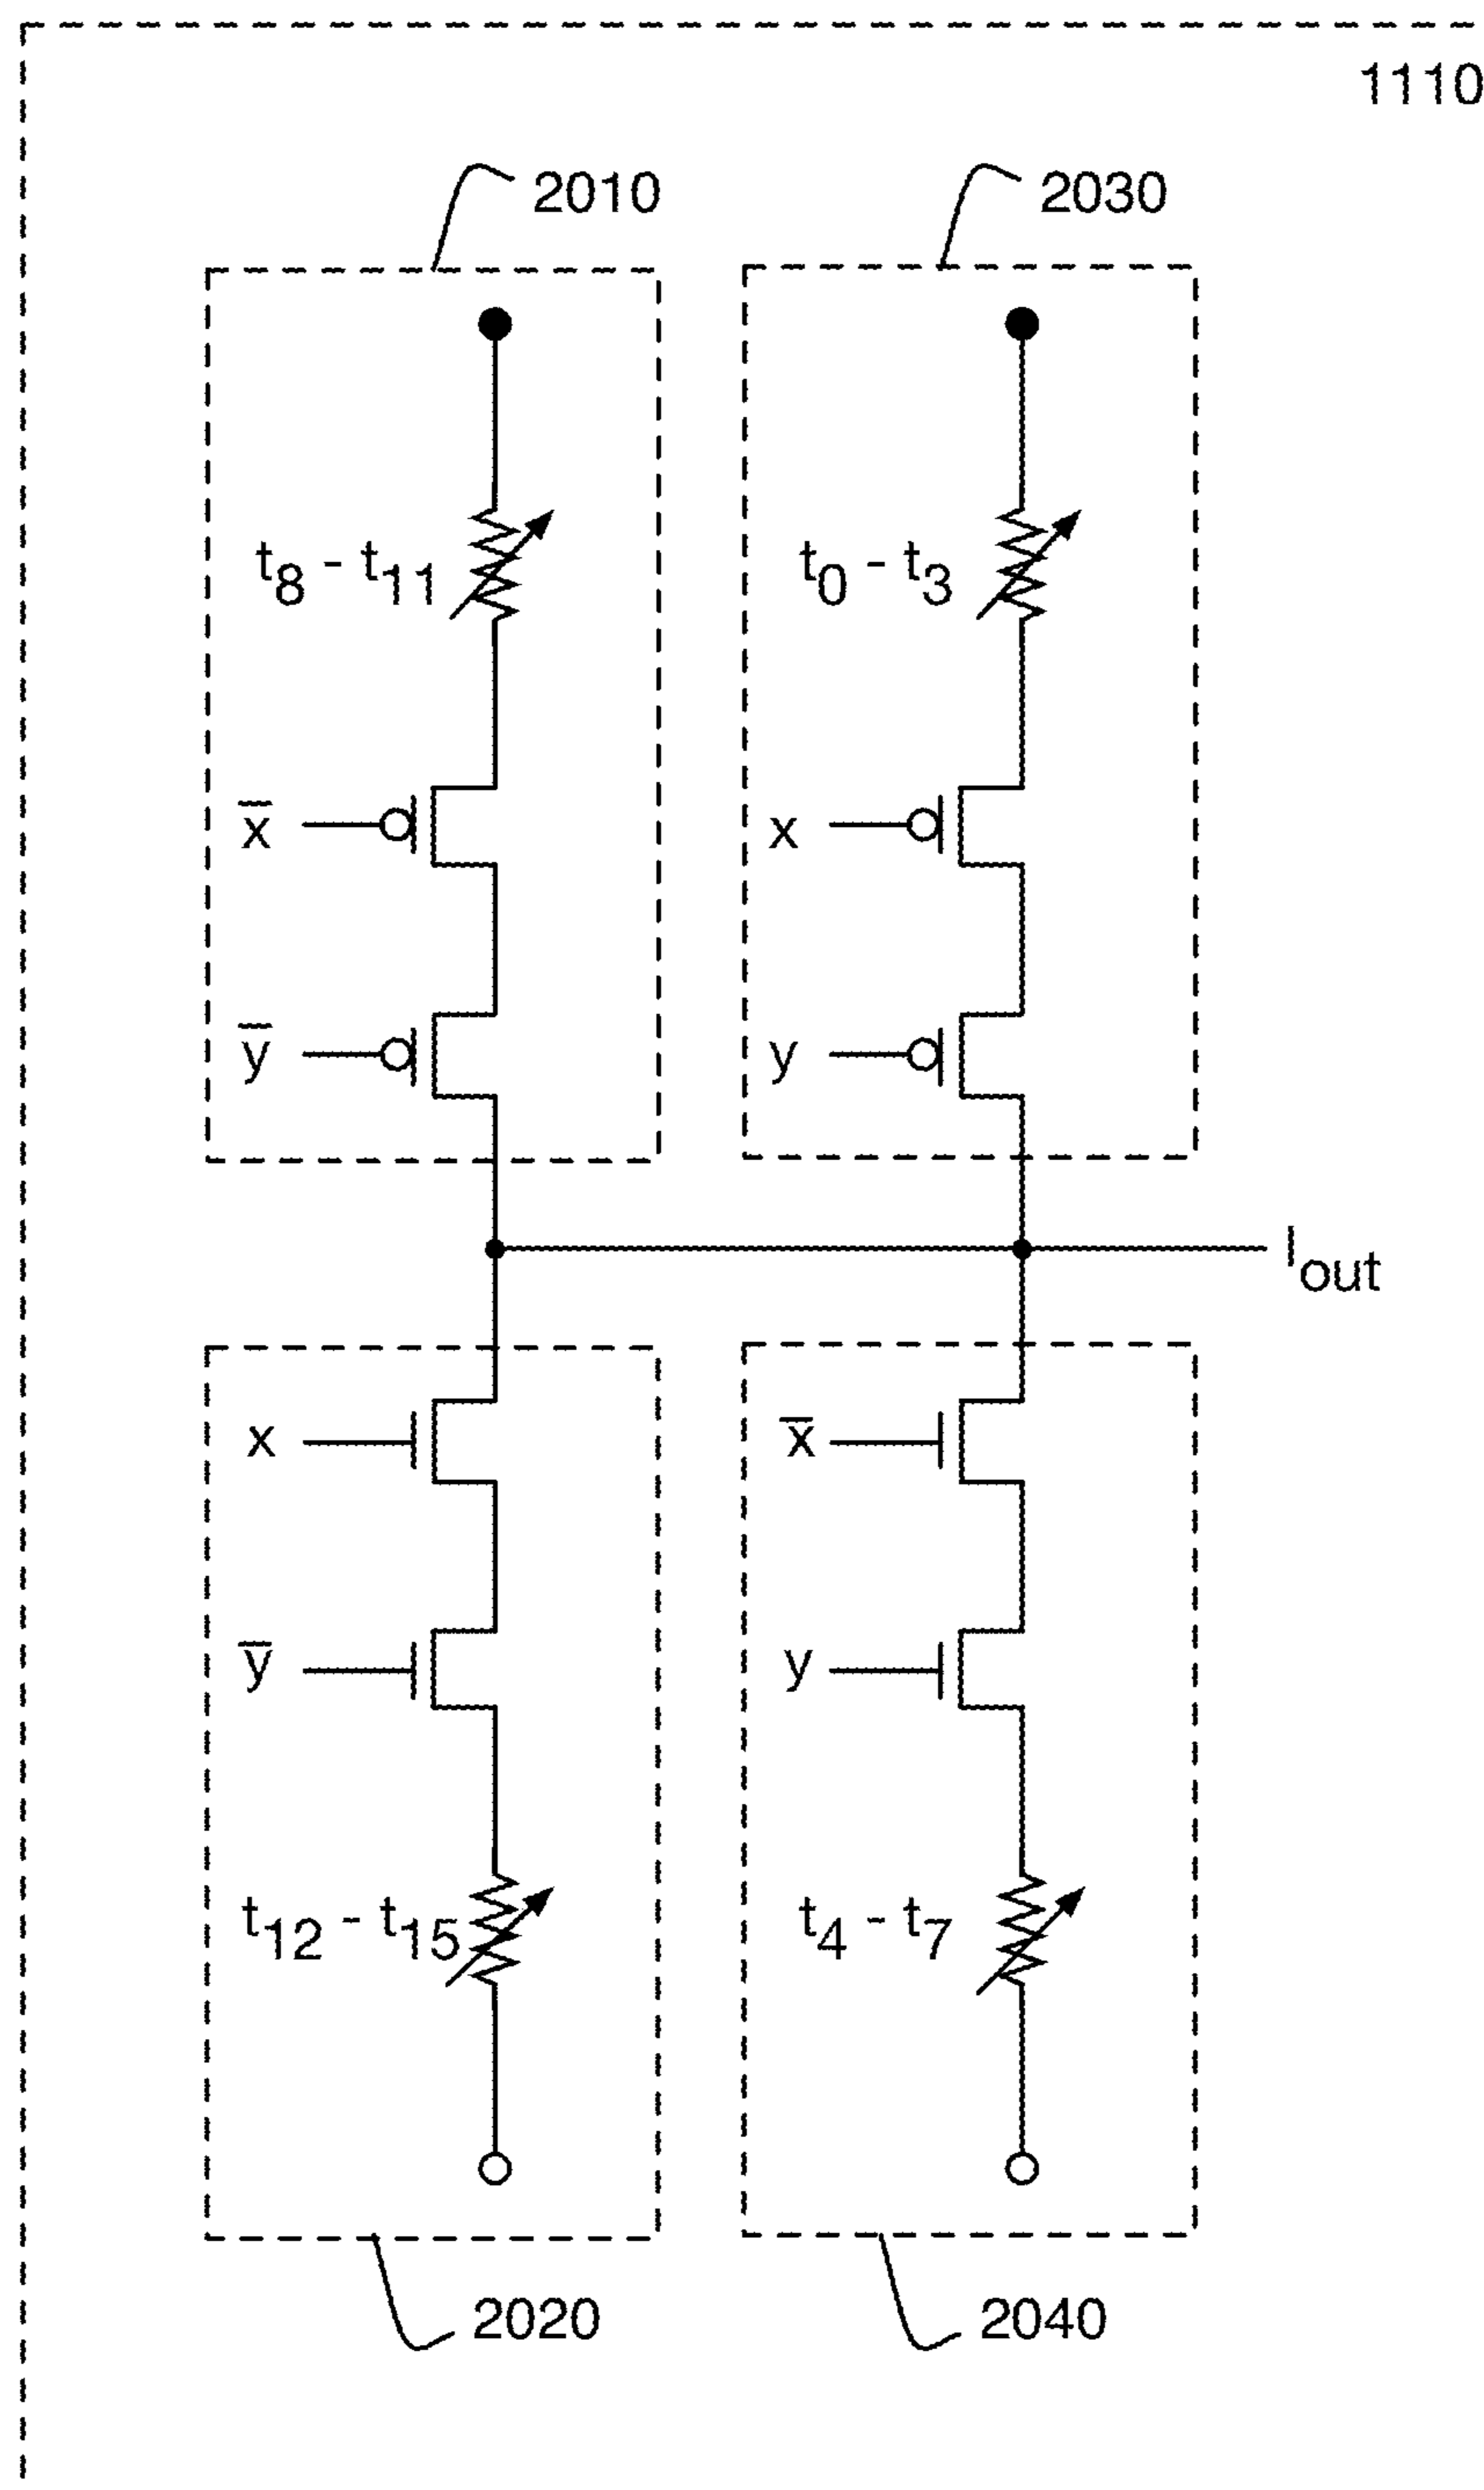 1110
2010
2030
t8 - t11
t0 - t3
x̅
x
y̅
y
Iout
x
x̅
y̅
y
t12 - t15
t4 - t7
2020
2040